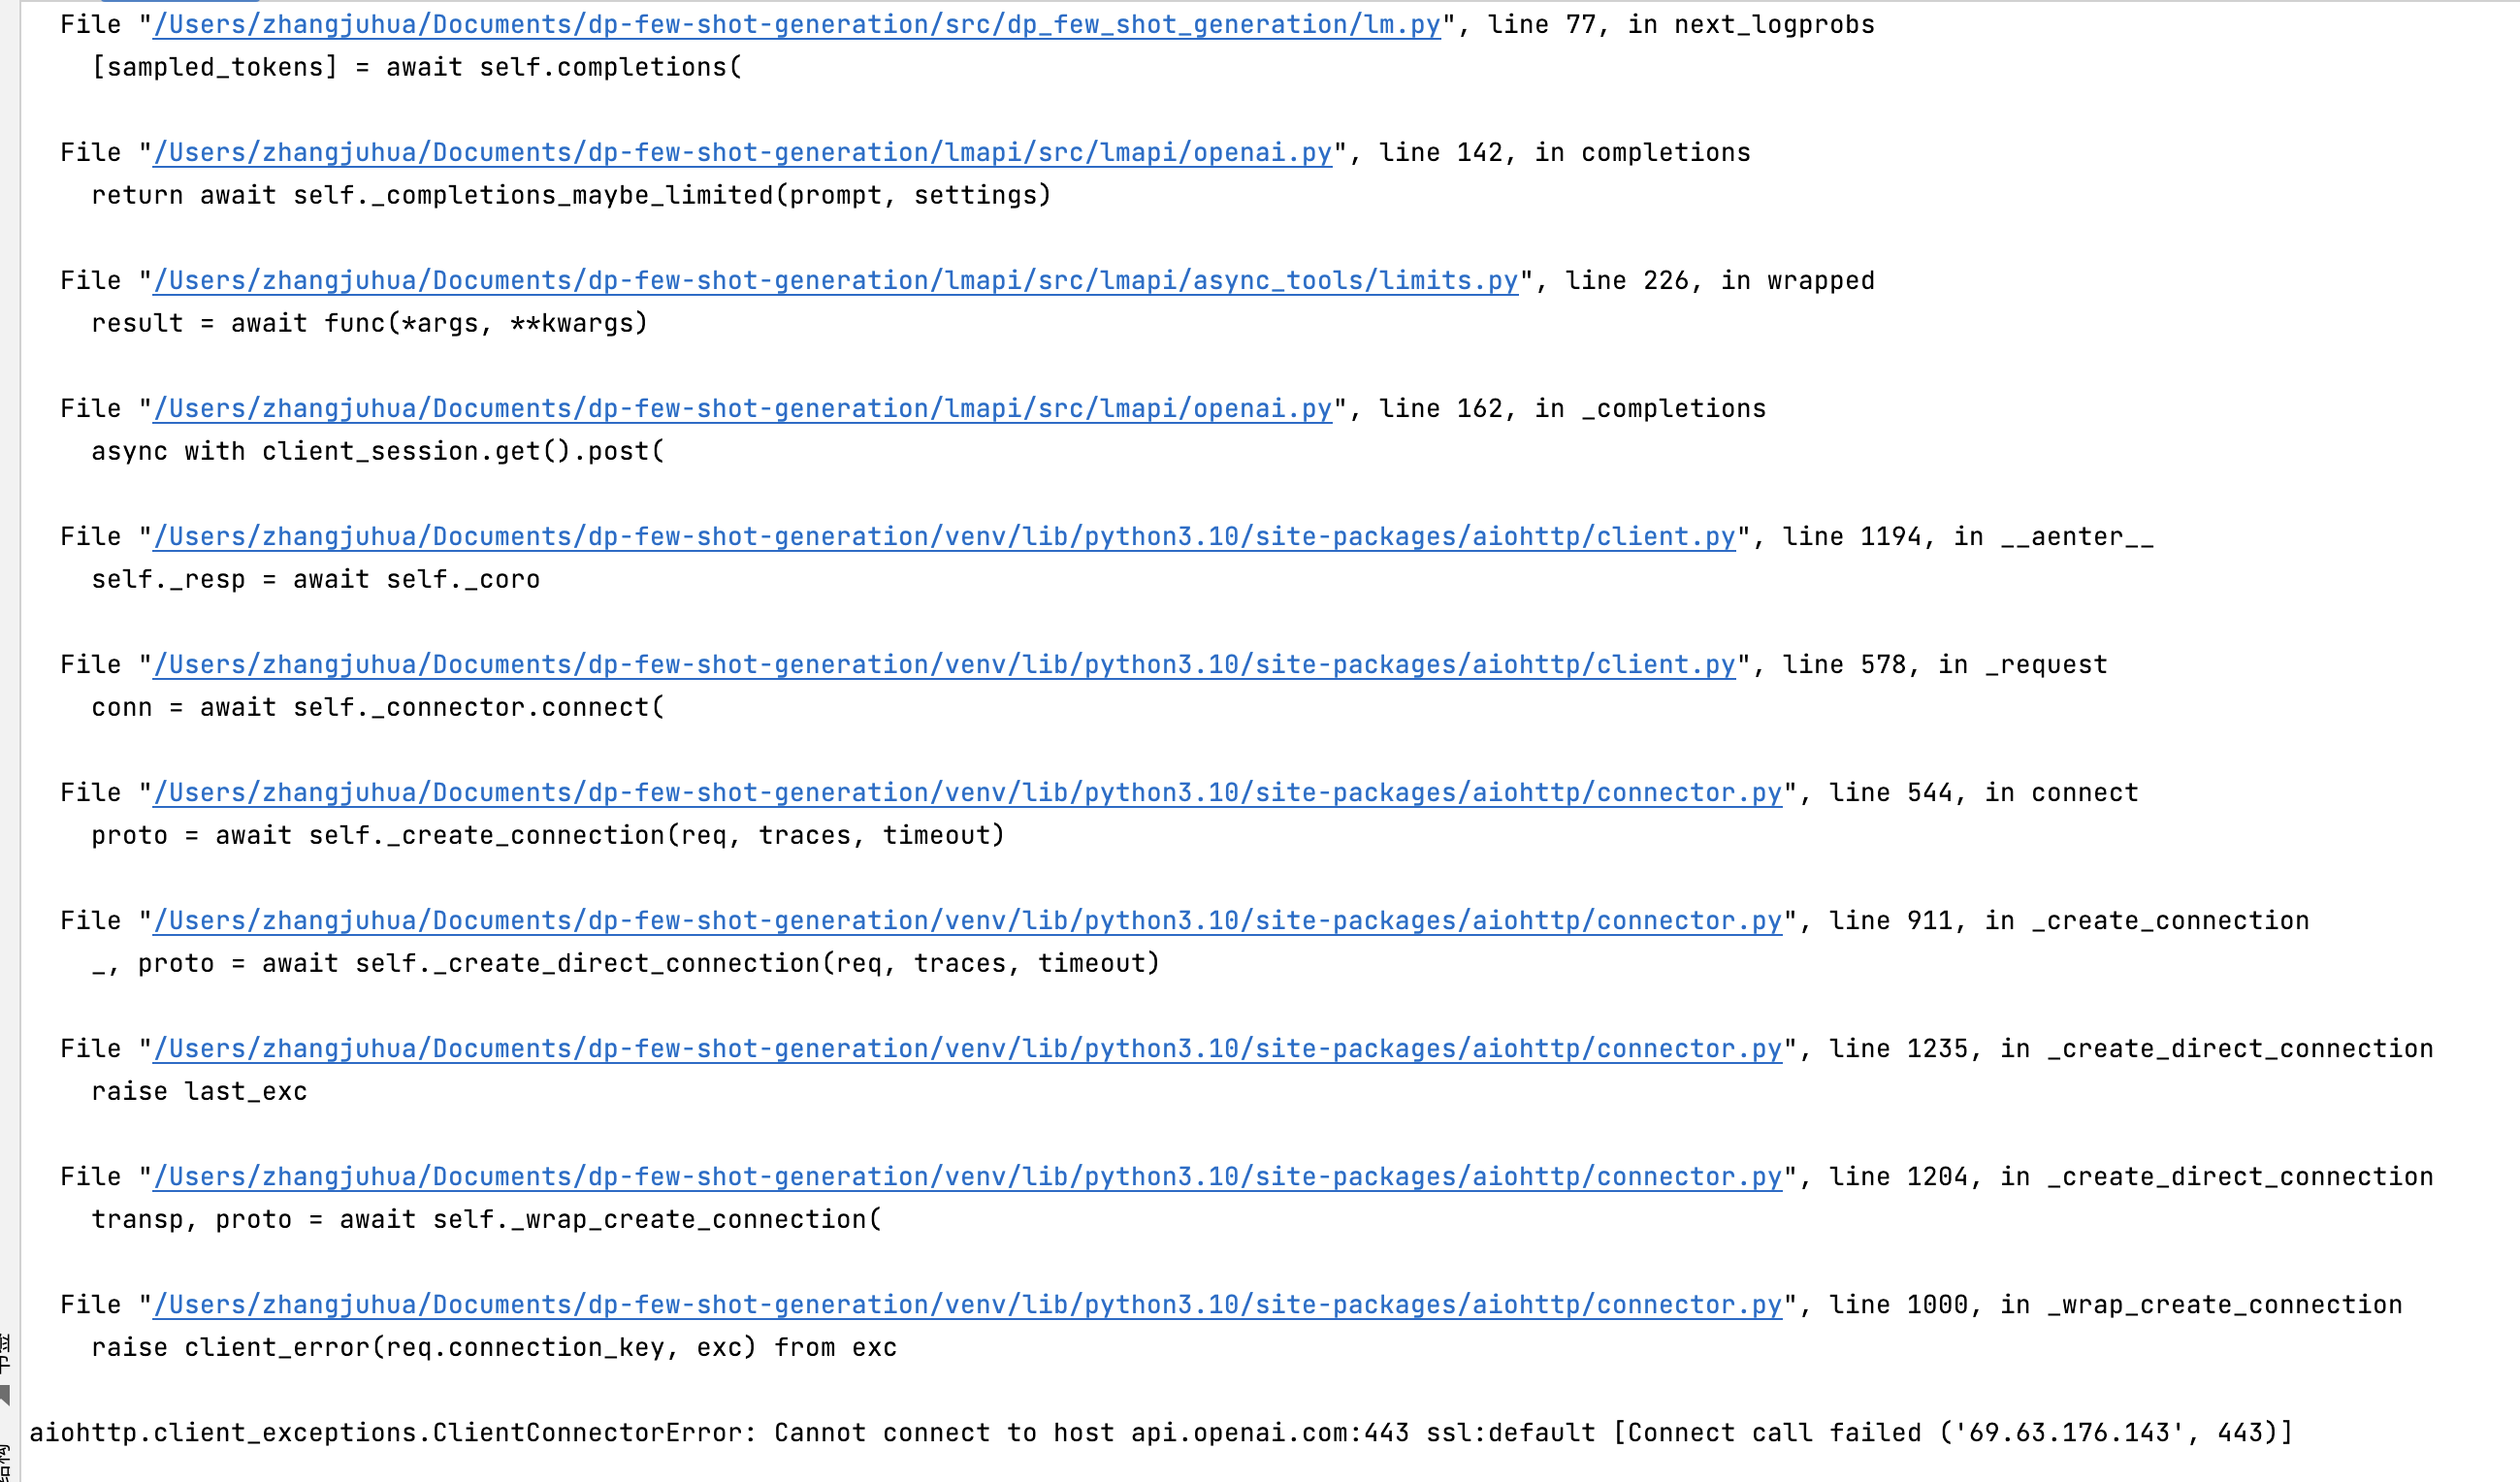 File "/Users/zhangjuhua/Documents/dp-few-shot-generation/src/dp_few_shot_generation/lm.py", line 77, in next_logprobs
[sampled_tokens] = await self.completions(
File "/Users/zhangjuhua/Documents/dp-few-shot-generation/lmapi/src/lmapi/openai.py", line 142, in completions
return await self._completions_maybe_limited(prompt, settings)
File "/Users/zhangjuhua/Documents/dp-few-shot-generation/lmapi/src/lmapi/async_tools/limits.py", line 226, in wrapped
result = await func(*args, **kwargs)
File "/Users/zhangjuhua/Documents/dp-few-shot-generation/lmapi/src/lmapi/openai.py", line 162, in _completions
async with client_session.get().post(
File "/Users/zhangjuhua/Documents/dp-few-shot-generation/venv/lib/python3.10/site-packages/aiohttp/client.py", line 1194, in __aenter__
self._resp = await self._coro
File "/Users/zhangjuhua/Documents/dp-few-shot-generation/venv/lib/python3.10/site-packages/aiohttp/client.py", line 578, in _request
conn = await self._connector.connect(
File "/Users/zhangjuhua/Documents/dp-few-shot-generation/venv/lib/python3.10/site-packages/aiohttp/connector.py", line 544, in connect
proto = await self._create_connection(req, traces, timeout)
File "/Users/zhangjuhua/Documents/dp-few-shot-generation/venv/lib/python3.10/site-packages/aiohttp/connector.py", line 911, in _create_connection
_, proto = await self._create_direct_connection(req, traces, timeout)
File "/Users/zhangjuhua/Documents/dp-few-shot-generation/venv/lib/python3.10/site-packages/aiohttp/connector.py", line 1235, in _create_direct_connection
raise last_exc
File "/Users/zhangjuhua/Documents/dp-few-shot-generation/venv/lib/python3.10/site-packages/aiohttp/connector.py", line 1204, in _create_direct_connection
transp, proto = await self._wrap_create_connection(
File "/Users/zhangjuhua/Documents/dp-few-shot-generation/venv/lib/python3.10/site-packages/aiohttp/connector.py", line 1000, in _wrap_create_connection
raise client_error(req.connection_key, exc) from exc
aiohttp.client_exceptions.ClientConnectorError: Cannot connect to host api.openai.com:443 ssl:default [Connect call failed ('69.63.176.143', 443)]